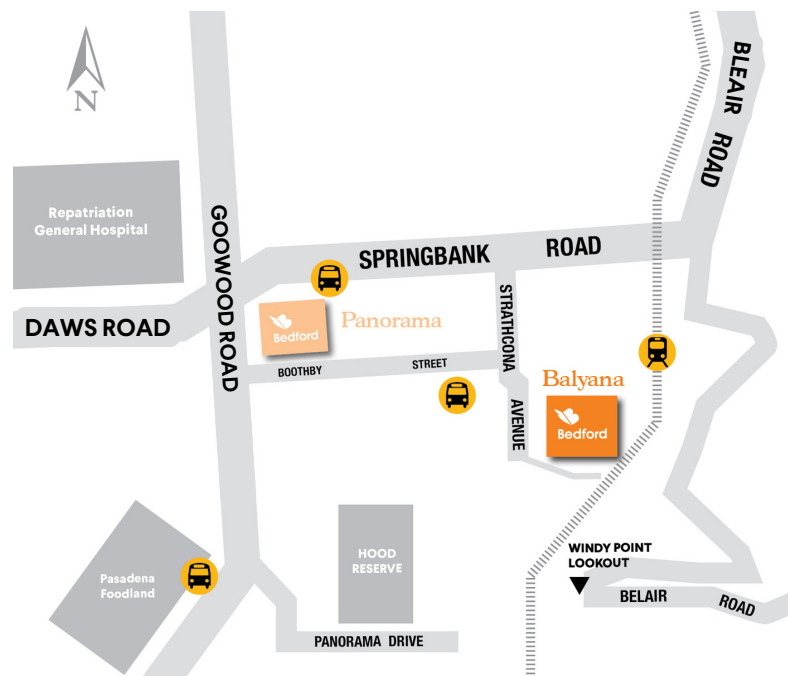 N
BLEAIR ROAD
Repatriation
General Hospital
GOOWOOD ROAD
SPRINGBANK ROAD
DAWS ROAD
Bedford
Panorama
STRATHCONA AVENUE
BOOTHBY STREET
Balyana
Bedford
HOOD
RESERVE
WINDY POINT
LOOKOUT
Pasadena
Foodland
BELAIR ROAD
PANORAMA DRIVE